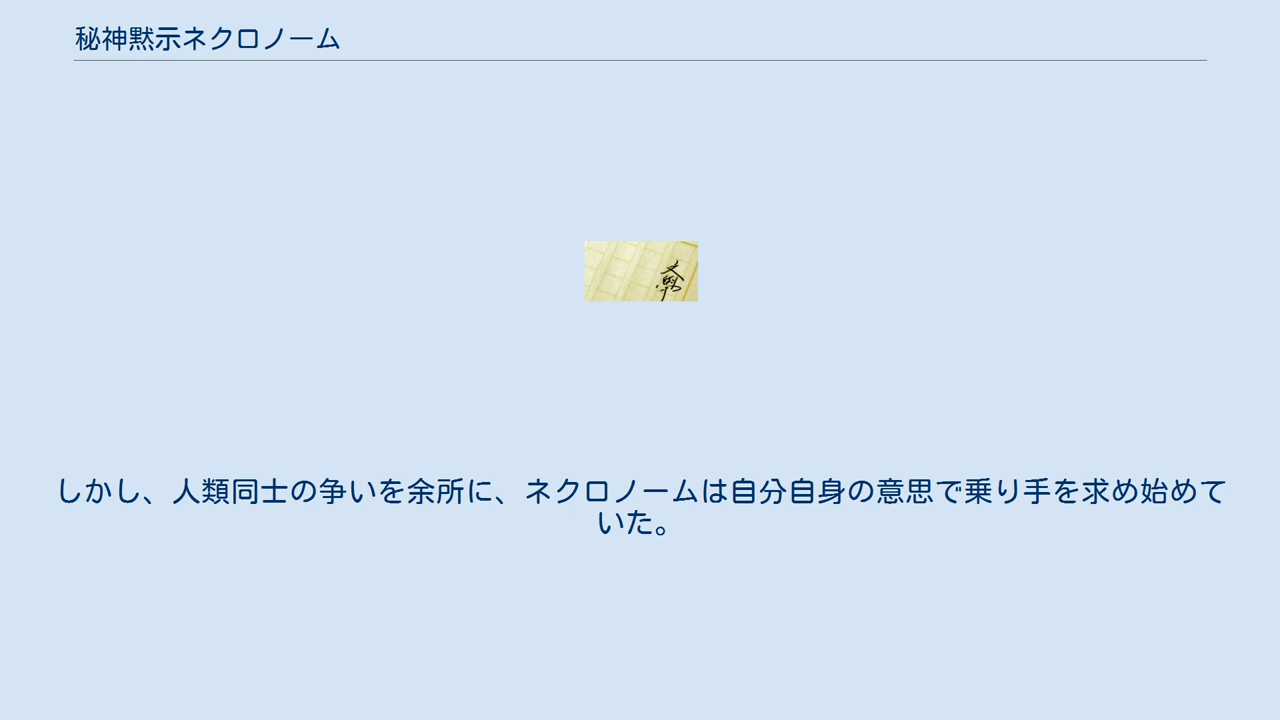 秘神黙示ネクロノーム
しかし、人類同士の争いを余所に、ネクロノームは自分自身の意思で乗り手を求め始めて
いた。